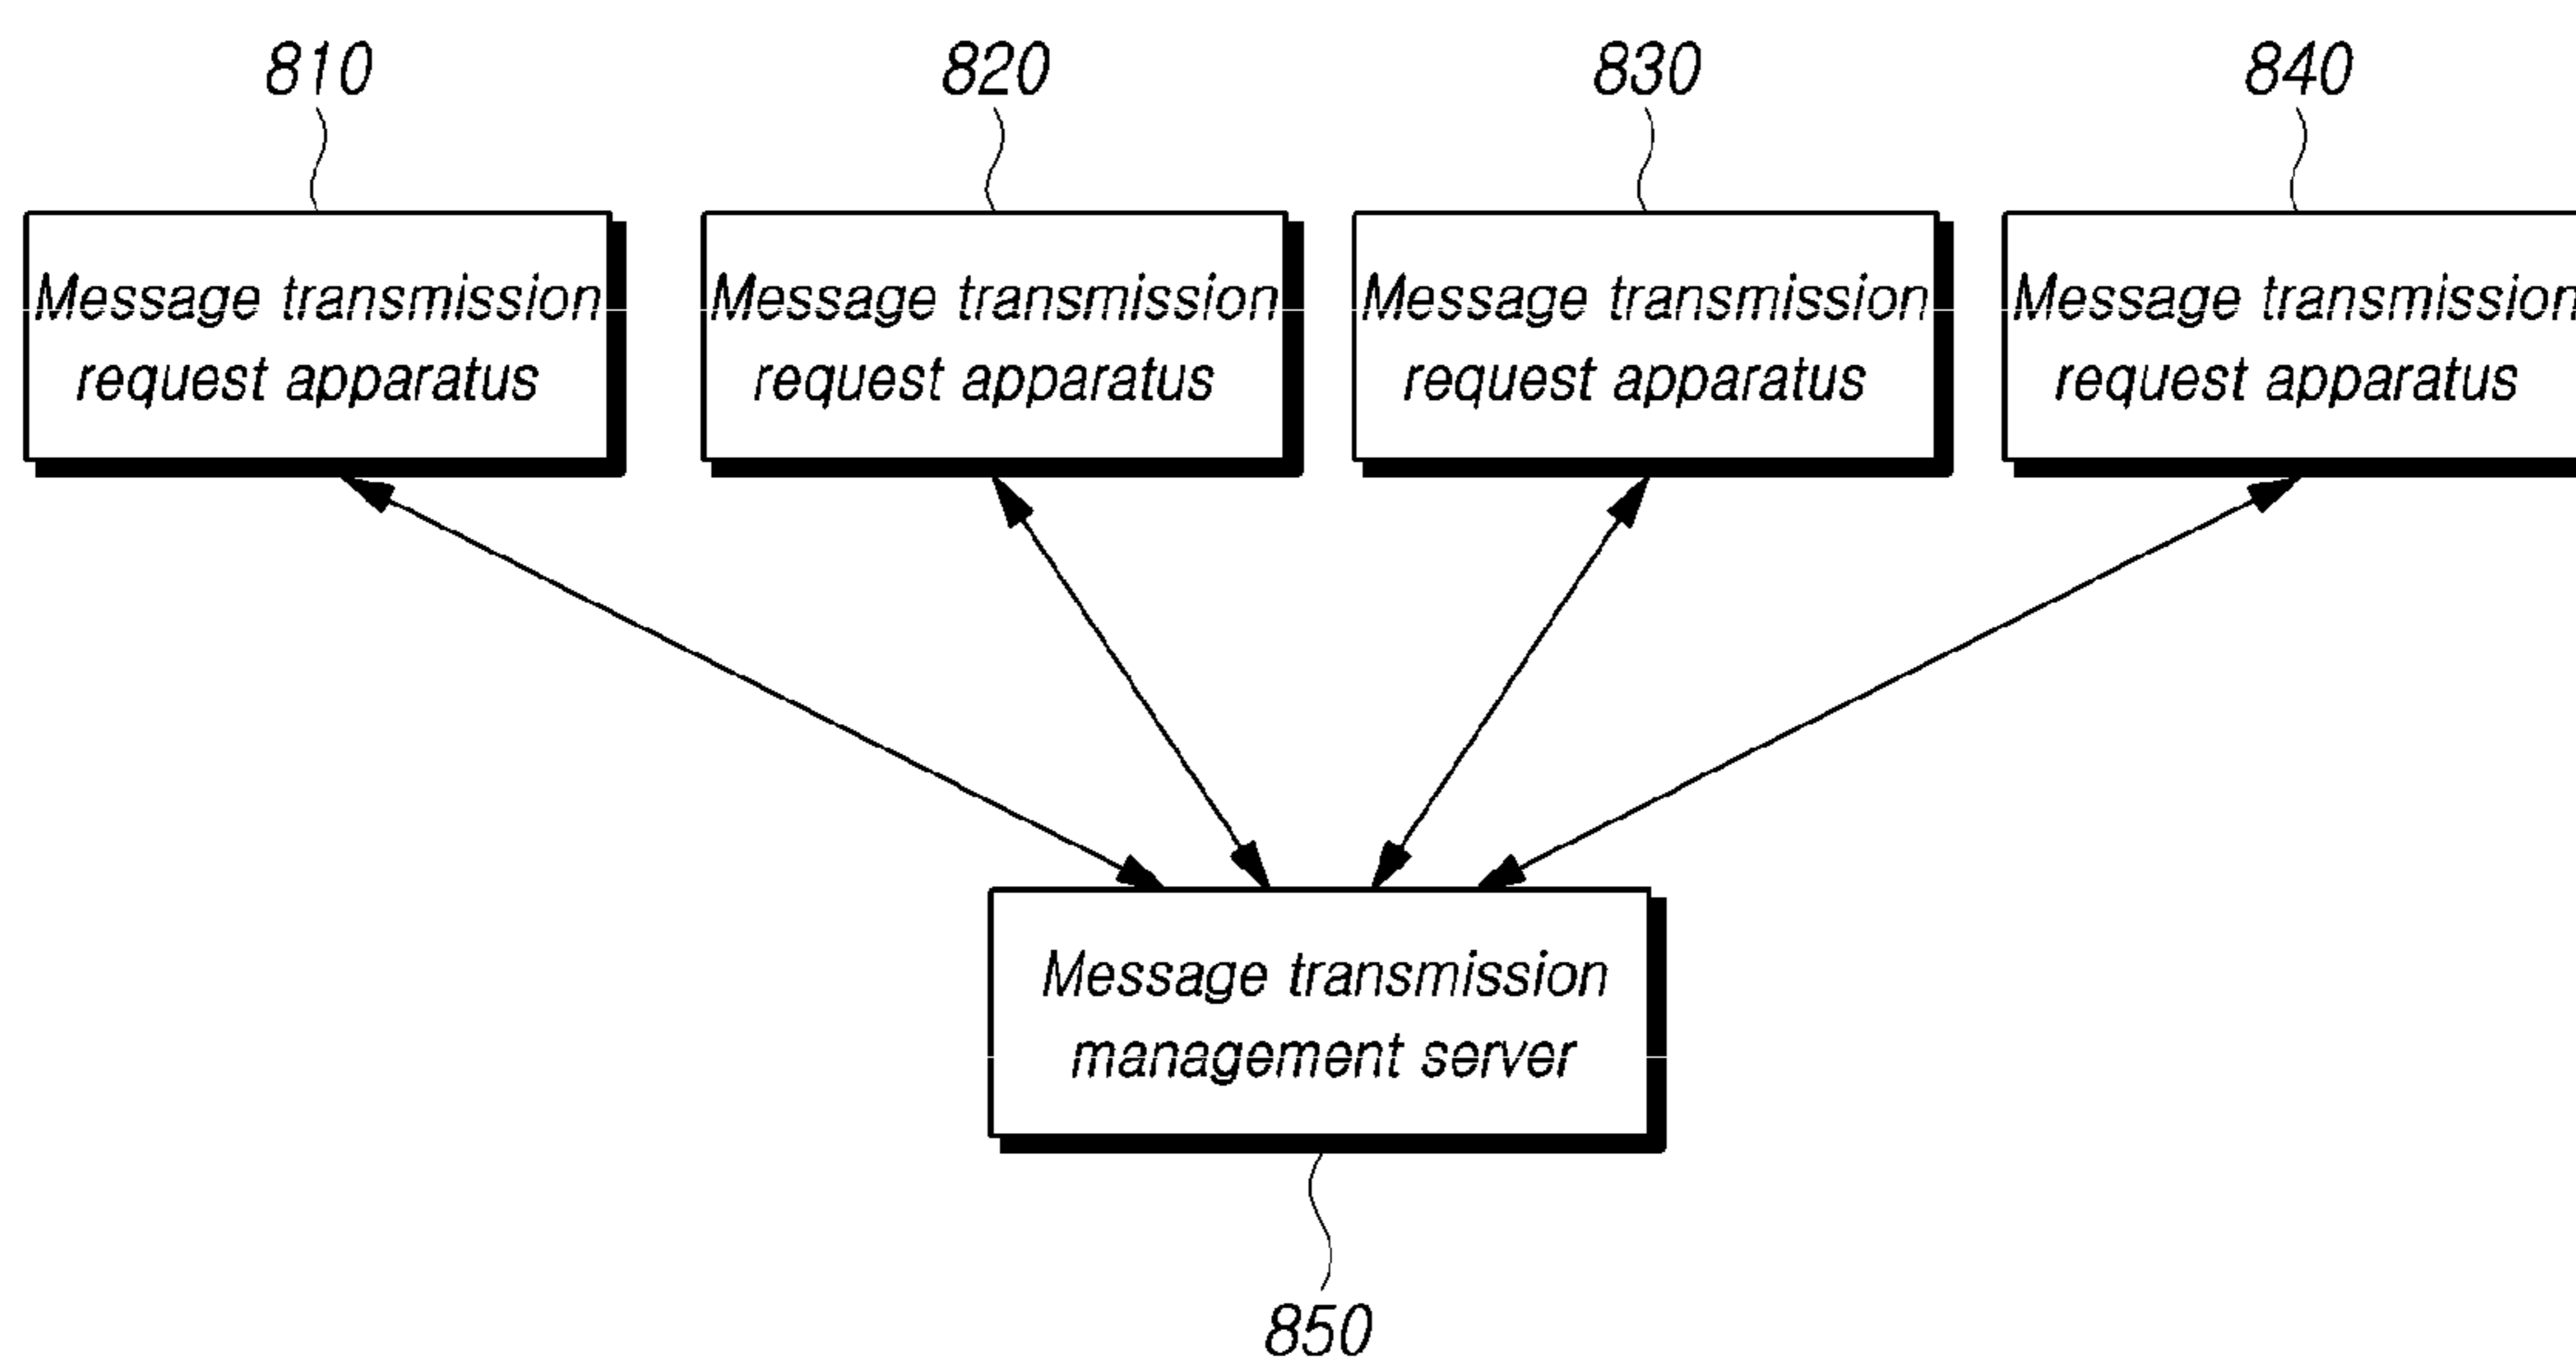 810
820
830
840
Message transmission
request apparatus
Message transmission
request apparatus
Message transmission
request apparatus
Message transmission
request apparatus
Message transmission
management server
850